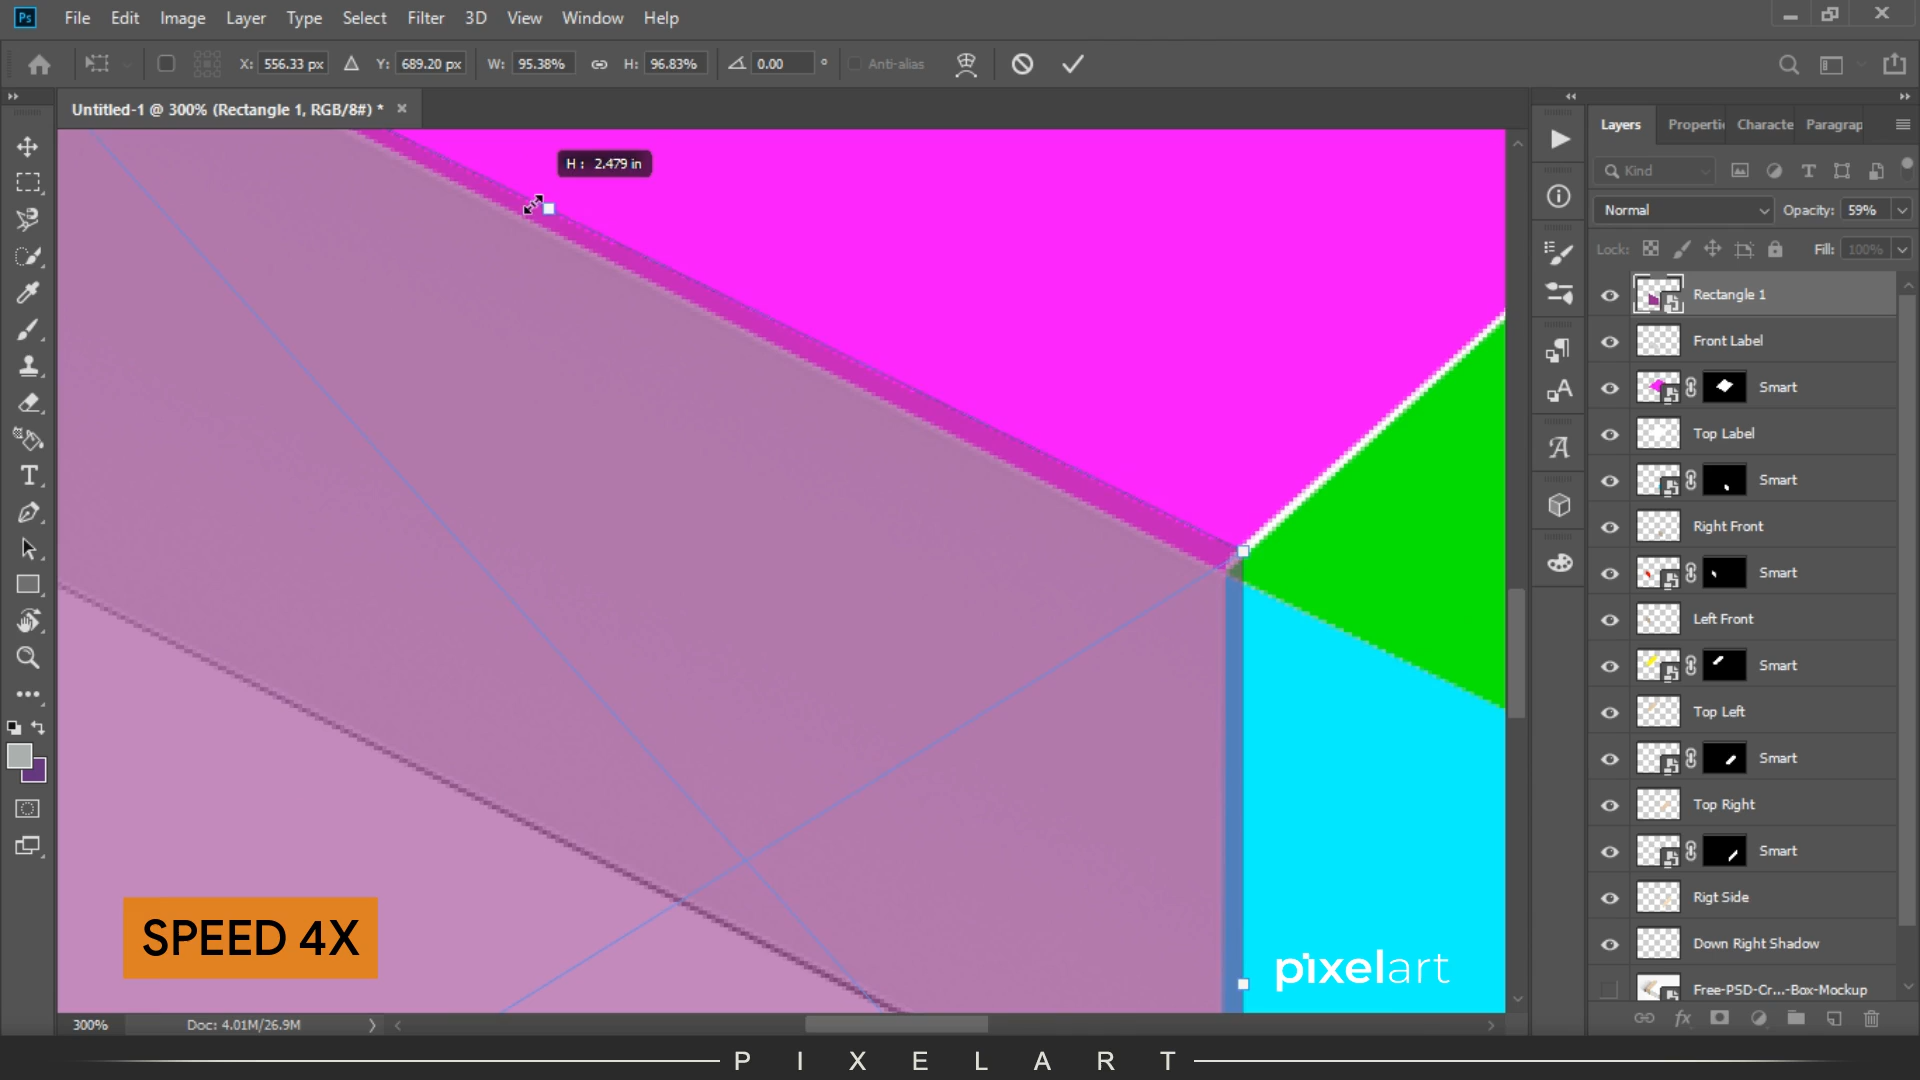 Ps File Edit Image Layer Type Select Filter 3D View Window Help
X: 556.33 px Y: 689.20 px W: 95.38% H: 96.83% 0.00 ° Anti-alias
Untitled-1 @ 300% (Rectangle 1, RGB/8#) *
Layers Properti Characte Paragrap
H : 2.479 in
Kind
Normal Opacity: 59%
Lock: Fill: 100%
Rectangle 1
Front Label
Smart
Top Label
Smart
Right Front
Smart
Left Front
Smart
Top Left
Smart
Top Right
Smart
Rigt Side
Down Right Shadow
Free-PSD-Cr...-Box-Mockup
SPEED 4X
pixelart
300% Doc: 4.01M/26.9M
PIXELART